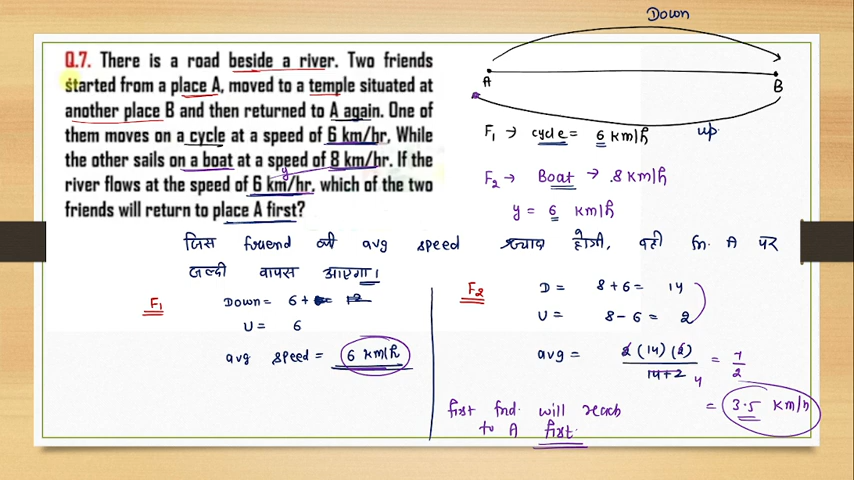 Down
Q.7. There is a road beside a river. Two friends
started from a place A, moved to a temple situated at
another place B and then returned to A again. One of
them moves on a cycle at a speed of 6 km/hr, While
the other sails on a boat at a speed of 8 km/hr. If the
river flows at the speed of 6 km/hr, which of the two
friends will return to place A first?
y
A
B
F₁ → cycle = 6 km/h
up
F₂ → Boat → 8 km/h
y = 6 km/h
जिस friend की avg speed ज्यादा होगी, वही A पर
जल्दी वापस आएगा।
F₁
Down = 6 +
U = 6
avg speed = 6 km/h
F₂
D = 8+6 = 14
U = 8-6 = 2
avg = 2(14)(2) / 14+2 = 7/2
= 3.5 km/h
first fnd. will reach
to A first.